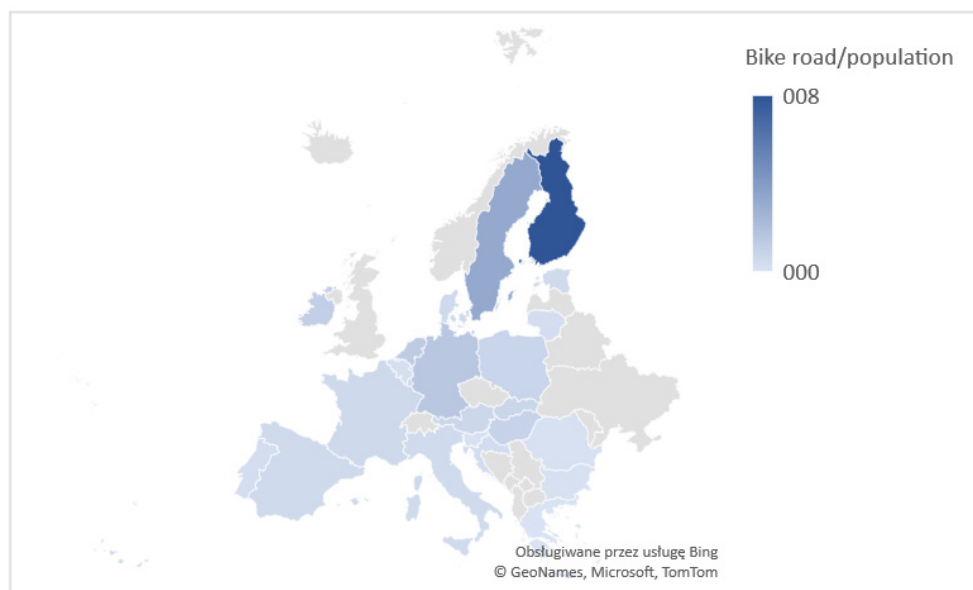 Bike road/population
008
000
Obsługiwane przez usługę Bing
© GeoNames, Microsoft, TomTom